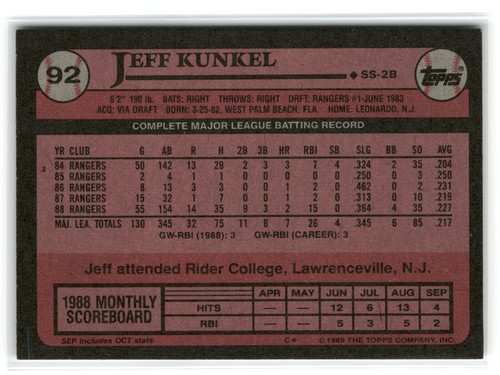 92
JEFF KUNKEL
SS-2B
TOPPS
6'2" 190 lb. BATS: RIGHT THROWS: RIGHT DRFT: RANGERS #1-JUNE 1983
ACQ: VIA DRAFT BORN: 3-25-62, WEST PALM BEACH, FLA. HOME: LEONARDO, N.J.
COMPLETE MAJOR LEAGUE BATTING RECORD
YR CLUB G AB R H 2B 3B HR RBI SB SLG BB SO AVG
84 RANGERS 50 142 13 29 2 3 3 7 4 .324 2 35 .204
85 RANGERS 2 4 1 1 0 0 0 0 0 .250 0 3 .250
86 RANGERS 8 13 3 3 0 0 1 2 0 .462 0 2 .231
87 RANGERS 15 32 1 7 0 0 1 2 0 .313 0 10 .219
88 RANGERS 55 154 14 35 9 3 2 15 0 .364 4 35 .227
MAJ. LEA. TOTALS 130 345 32 75 11 6 7 26 4 .345 6 85 .217
GW-RBI (1988): 3 GW-RBI (CAREER): 3
Jeff attended Rider College, Lawrenceville, N.J.
1988 MONTHLY SCOREBOARD
APR MAY JUN JUL AUG SEP
HITS — — 12 6 13 4
RBI — — 5 3 5 2
SEP includes OCT stats
C* © 1989 THE TOPPS COMPANY, INC.